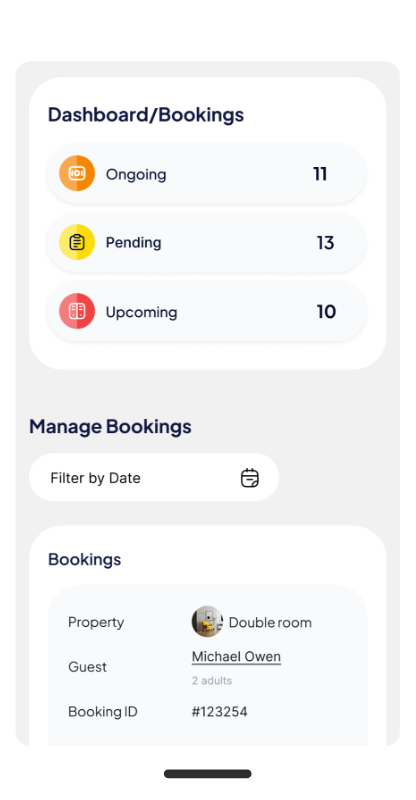 Dashboard/Bookings
Ongoing 11
Pending 13
Upcoming 10
Manage Bookings
Filter by Date
Bookings
Property Double room
Guest Michael Owen
2 adults
Booking ID #123254